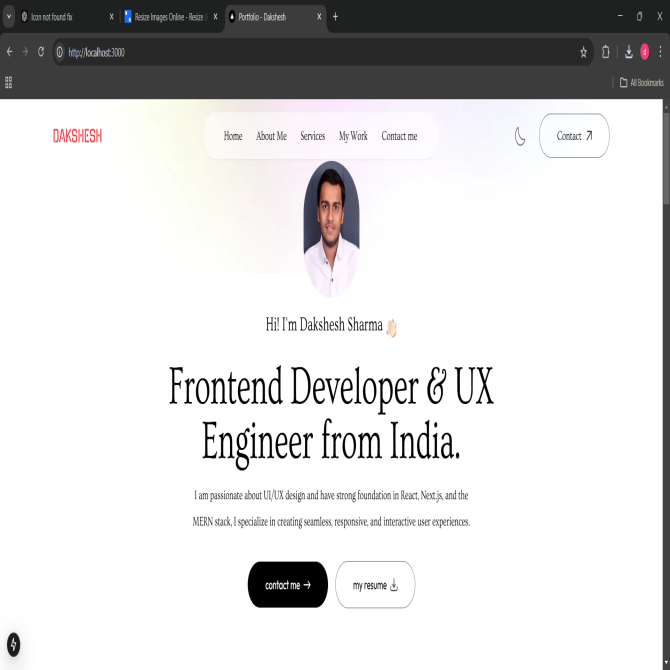 Icon not found fix
Resize Images Online - Resize J
Portfolio - Dakshesh
http://localhost:3000
d
All Bookmarks
DAKSHESH
Home
About Me
Services
My Work
Contact me
Contact
Hi! I'm Dakshesh Sharma
Frontend Developer & UX
Engineer from India.
I am passionate about UI/UX design and have strong foundation in React, Next.js, and the
MERN stack, I specialize in creating seamless, responsive, and interactive user experiences.
contact me
my resume